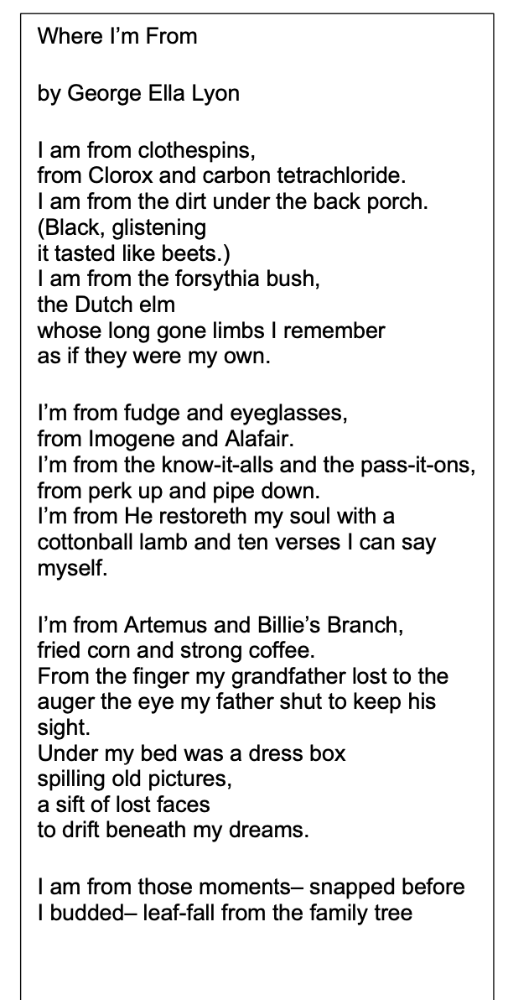 Where I’m From
by George Ella Lyon
I am from clothespins,
from Clorox and carbon tetrachloride.
I am from the dirt under the back porch.
(Black, glistening
it tasted like beets.)
I am from the forsythia bush,
the Dutch elm
whose long gone limbs I remember
as if they were my own.
I’m from fudge and eyeglasses,
from Imogene and Alafair.
I’m from the know-it-alls and the pass-it-ons,
from perk up and pipe down.
I’m from He restoreth my soul with a
cottonball lamb and ten verses I can say
myself.
I’m from Artemus and Billie’s Branch,
fried corn and strong coffee.
From the finger my grandfather lost to the
auger the eye my father shut to keep his
sight.
Under my bed was a dress box
spilling old pictures,
a sift of lost faces
to drift beneath my dreams.
I am from those moments– snapped before
I budded– leaf-fall from the family tree